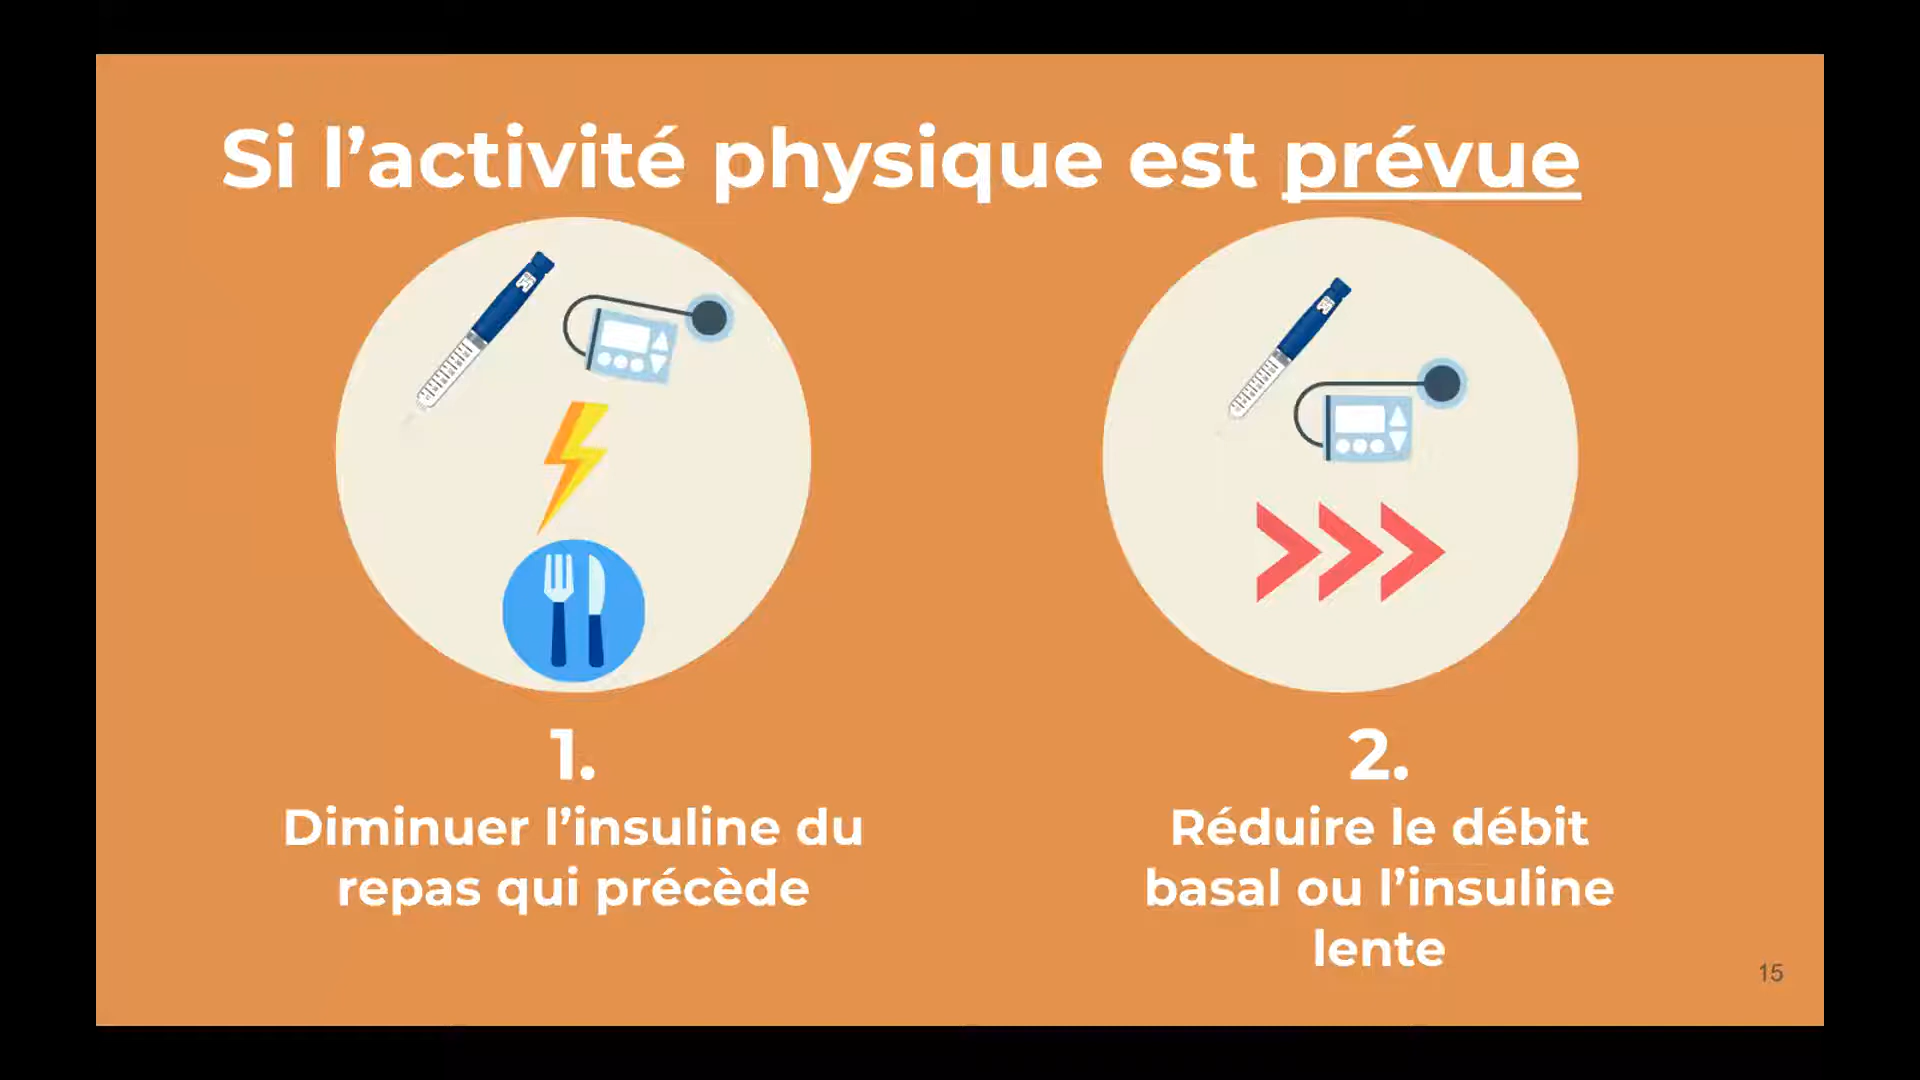 Si l’activité physique est prévue
1.
Diminuer l’insuline du
repas qui précède
2.
Réduire le débit
basal ou l’insuline
lente
15